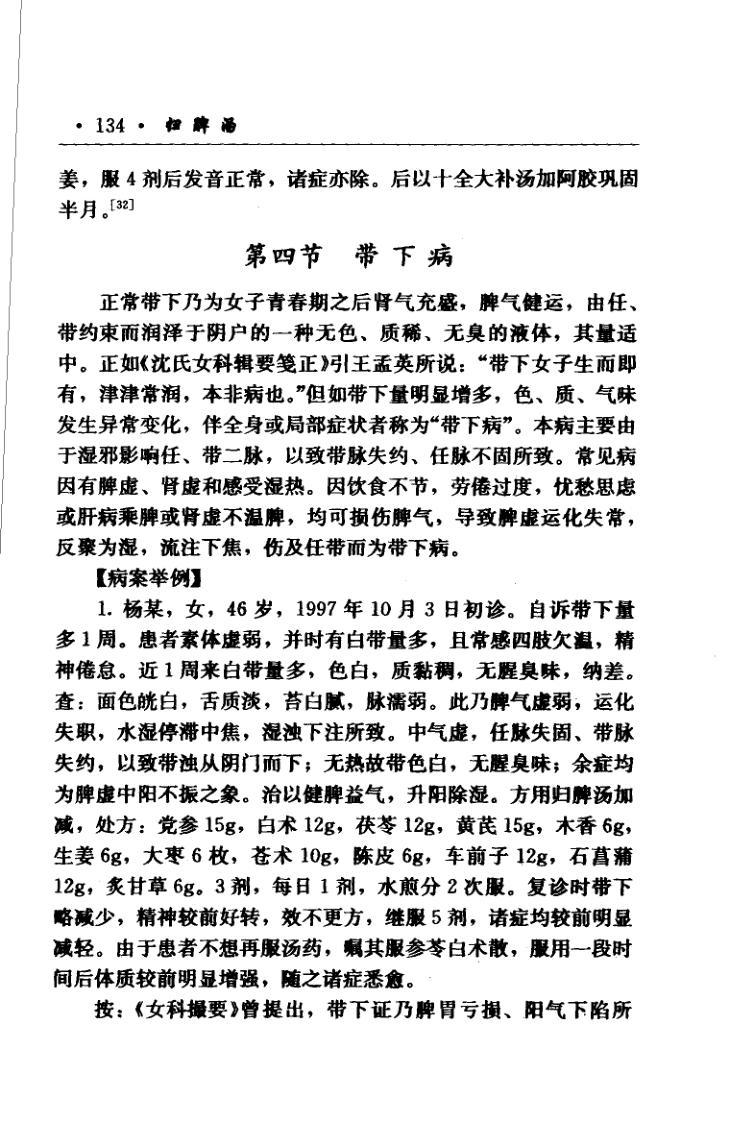 · 134 · 归脾汤
姜，服 4 剂后发音正常，诸症亦除。后以十全大补汤加阿胶巩固
半月。[32]
第四节 带下病
正常带下乃为女子青春期之后肾气充盛，脾气健运，由任、
带约束而润泽于阴户的一种无色、质稀、无臭的液体，其量适
中。正如《沈氏女科辑要笺正》引王孟英所说：“带下女子生而即
有，津津常润，本非病也。”但如带下量明显增多，色、质、气味
发生异常变化，伴全身或局部症状者称为“带下病”。本病主要由
于湿邪影响任、带二脉，以致带脉失约、任脉不固所致。常见病
因有脾虚、肾虚和感受湿热。因饮食不节，劳倦过度，忧愁思虑
或肝病乘脾或肾虚不温脾，均可损伤脾气，导致脾虚运化失常，
反聚为湿，流注下焦，伤及任带而为带下病。
【病案举例】
1. 杨某，女，46 岁，1997 年 10 月 3 日初诊。自诉带下量
多 1 周。患者素体虚弱，并时有白带量多，且常感四肢欠温，精
神倦怠。近 1 周来白带量多，色白，质黏稠，无腥臭味，纳差。
查：面色㿠白，舌质淡，苔白腻，脉濡弱。此乃脾气虚弱，运化
失职，水湿停滞中焦，湿浊下注所致。中气虚，任脉失固、带脉
失约，以致带浊从阴门而下；无热故带色白，无腥臭味；余症均
为脾虚中阳不振之象。治以健脾益气，升阳除湿。方用归脾汤加
减，处方：党参 15g，白术 12g，茯苓 12g，黄芪 15g，木香 6g，
生姜 6g，大枣 6 枚，苍术 10g，陈皮 6g，车前子 12g，石菖蒲
12g，炙甘草 6g。3 剂，每日 1 剂，水煎分 2 次服。复诊时带下
略减少，精神较前好转，效不更方，继服 5 剂，诸症均较前明显
减轻。由于患者不想再服汤药，嘱其服参苓白术散，服用一段时
间后体质较前明显增强，随之诸症悉愈。
按：《女科撮要》曾提出，带下证乃脾胃亏损、阳气下陷所